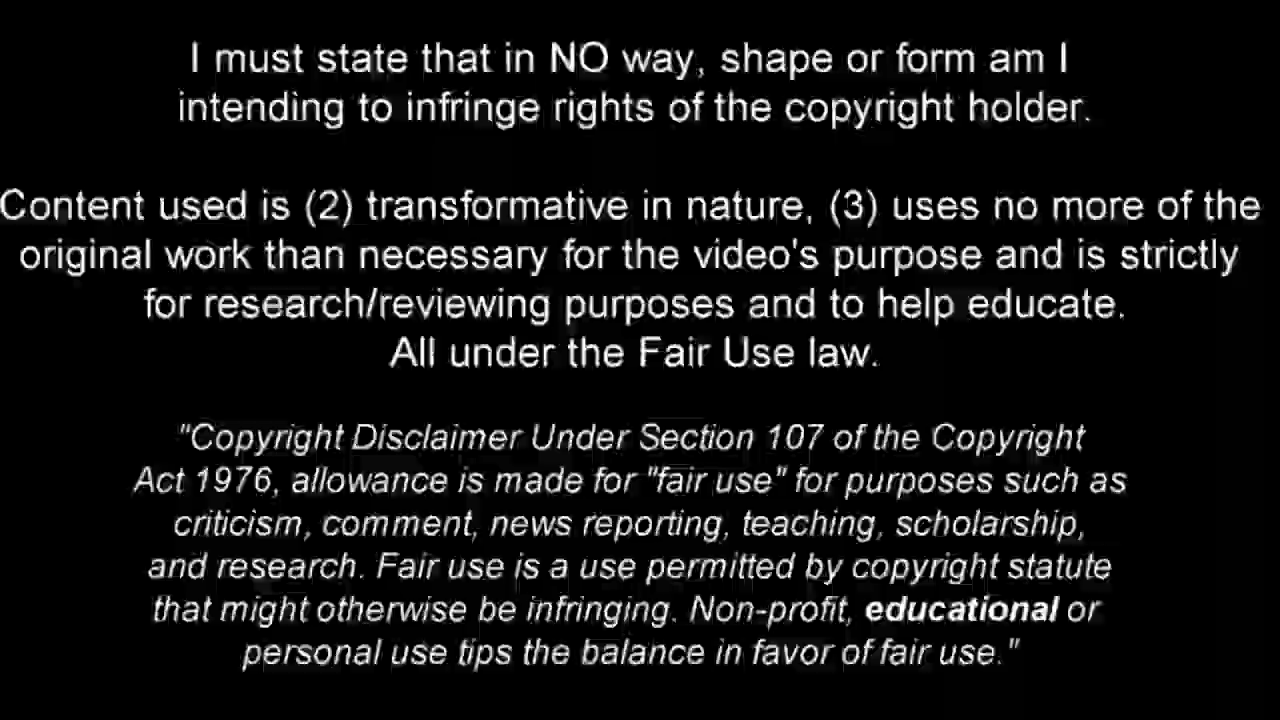 I must state that in NO way, shape or form am I
intending to infringe rights of the copyright holder.
Content used is (2) transformative in nature, (3) uses no more of the
original work than necessary for the video's purpose and is strictly
for research/reviewing purposes and to help educate.
All under the Fair Use law.
"Copyright Disclaimer Under Section 107 of the Copyright
Act 1976, allowance is made for "fair use" for purposes such as
criticism, comment, news reporting, teaching, scholarship,
and research. Fair use is a use permitted by copyright statute
that might otherwise be infringing. Non-profit, educational or
personal use tips the balance in favor of fair use."